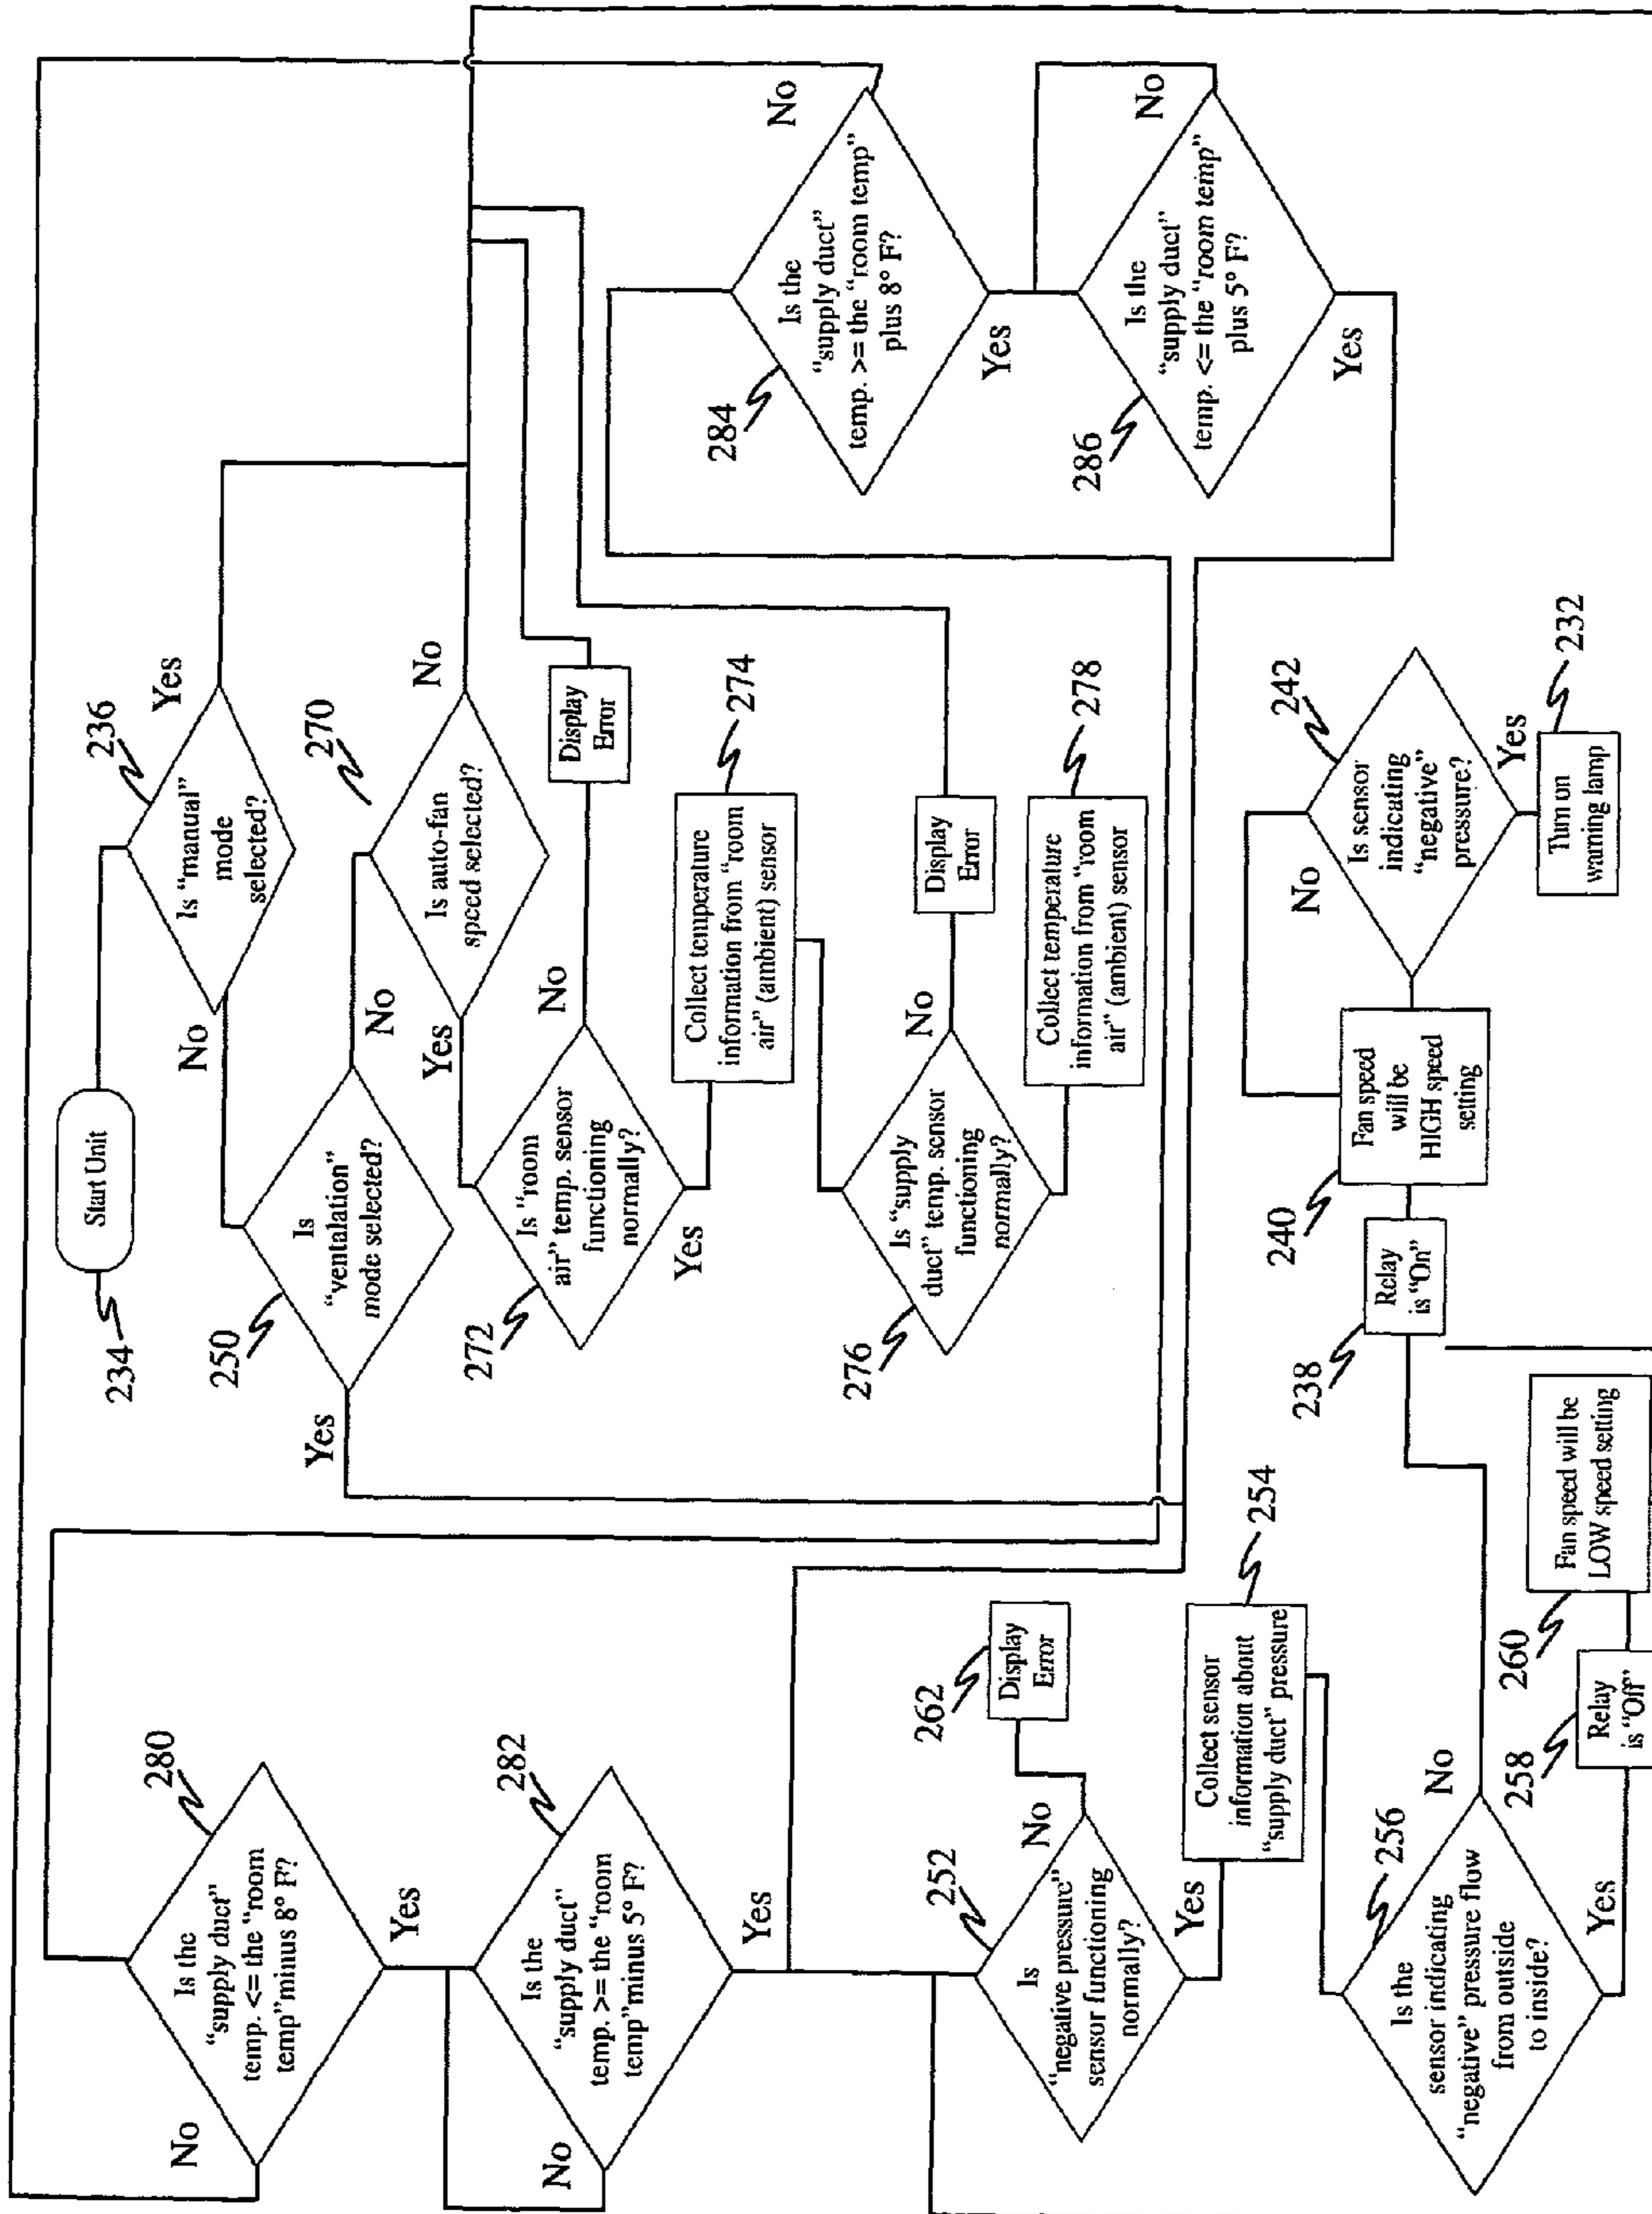 Start Unit
234
Is "manual"
mode
selected?
236
Yes
No
Is
"ventalation"
mode selected?
250
Yes
No
Is auto-fan
speed selected?
270
No
Yes
Is "room
air" temp. sensor
functioning
normally?
272
No
Yes
Display
Error
Collect temperature
information from "room
air" (ambient) sensor
274
Is "supply
duct" temp. sensor
functioning
normally?
276
No
Yes
Display
Error
Collect temperature
information from "room
air" (ambient) sensor
278
Is the
"supply duct"
temp. <= the "room
temp"minus 8° F?
280
No
Yes
Is the
"supply duct"
temp. >= the "room
temp"minus 5° F?
282
No
Yes
Is the
"supply duct"
temp. >= the "room temp"
plus 8° F?
284
No
Yes
Is the
"supply duct"
temp. <= the "room temp"
plus 5° F?
286
No
Yes
Is
"negative pressure"
sensor functioning
normally?
252
No
Yes
Display
Error
262
Collect sensor
information about
"supply duct" pressure
254
Is the
sensor indicating
"negative" pressure flow
from outside
to inside?
256
No
Yes
Relay
is "Off"
258
Fan speed will be
LOW speed setting
260
Relay
is "On"
238
Fan speed
will be
HIGH speed
setting
240
Is sensor
indicating
"negative"
pressure?
242
No
Yes
Turn on
warning lamp
232